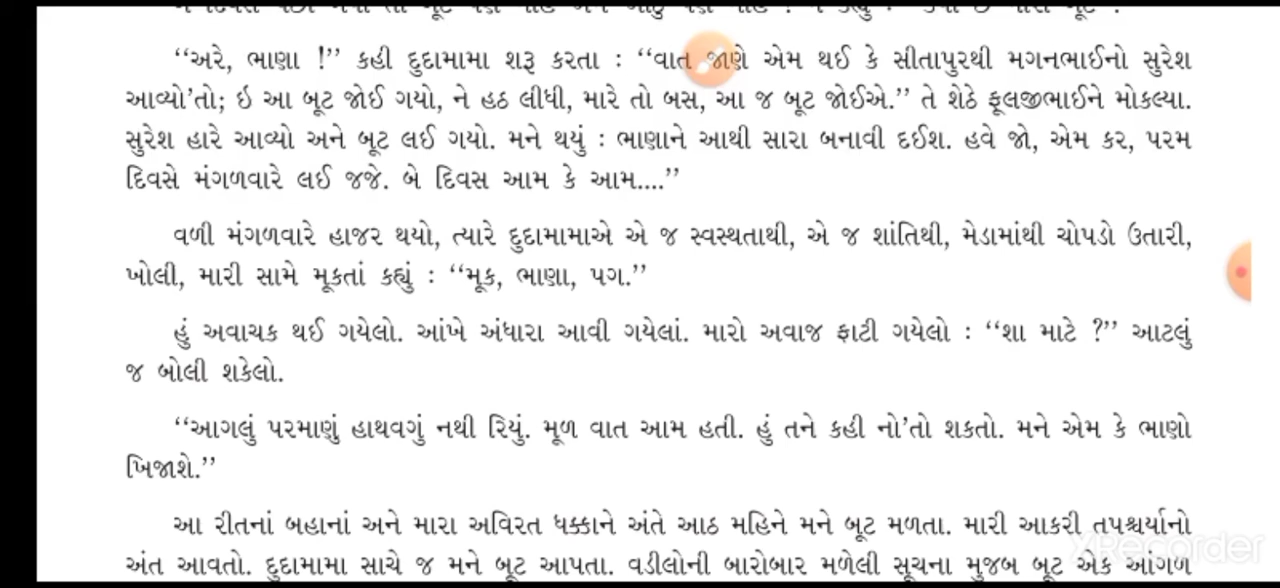 "અરે, ભાણા !" કહી દુદામામા શરૂ કરતા : "વાત જાણે એમ થઈ કે સીતાપુરથી મગનભાઈનો સુરેશ
આવ્યો'તો; ઇ આ બૂટ જોઈ ગયો, ને હઠ લીધી, મારે તો બસ, આ જ બૂટ જોઈએ." તે શેઠે ફૂલજીભાઈને મોકલ્યા.
સુરેશ હારે આવ્યો અને બૂટ લઈ ગયો. મને થયું : ભાણાને આથી સારા બનાવી દઈશ. હવે જો, એમ કર, પરમ
દિવસે મંગળવારે લઈ જજે. બે દિવસ આમ કે આમ...."
વળી મંગળવારે હાજર થયો, ત્યારે દુદામામાએ એ જ સ્વસ્થતાથી, એ જ શાંતિથી, મેડામાંથી ચોપડો ઉતારી,
ખોલી, મારી સામે મૂકતાં કહ્યું : "મૂક, ભાણા, પગ."
હું અવાચક થઈ ગયેલો. આંખે અંધારા આવી ગયેલાં. મારો અવાજ ફાટી ગયેલો : "શા માટે ?" આટલું
જ બોલી શકેલો.
"આગલું પરમાણું હાથવગું નથી રિયું. મૂળ વાત આમ હતી. હું તને કહી નો'તો શકતો. મને એમ કે ભાણો
ખિજાશે."
આ રીતનાં બહાનાં અને મારા અવિરત ધક્કાને અંતે આઠ મહિને મને બૂટ મળતા. મારી આકરી તપશ્ચર્યાનો
અંત આવતો. દુદામામા સાચે જ મને બૂટ આપતા. વડીલોની બારોબાર મળેલી સૂચના મુજબ બૂટ એક આંગળ
XRecorder